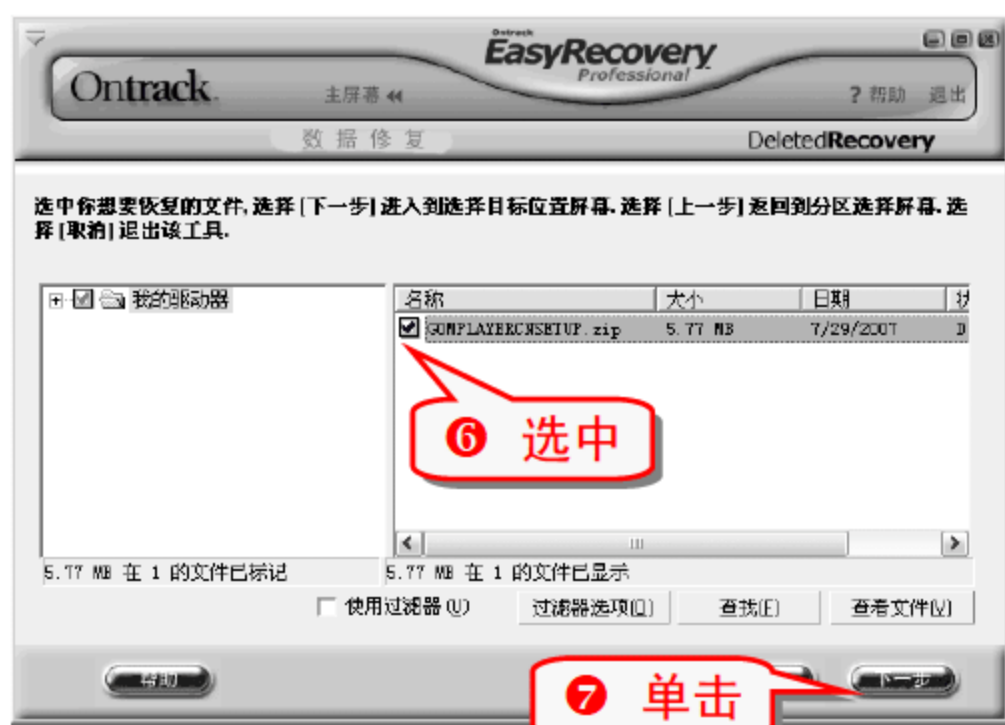 Ontrack
EasyRecovery
Professional
Ontrack
主屏幕
? 帮助 退出
数据修复
DeletedRecovery
选中你想要恢复的文件, 选择 [下一步] 进入到选择目标位置屏幕. 选择 [上一步] 返回到分区选择屏幕. 选
择 [取消] 退出该工具.
我的驱动器
名称 大小 日期 状
GOMPLAYERCNSETUP.zip 5.77 MB 7/29/2007 D
❻ 选中
5.77 MB 在 1 的文件已标记
5.77 MB 在 1 的文件已显示
使用过滤器(U) 过滤器选项(O) 查找(F) 查看文件(V)
帮助
❼ 单击
下一步